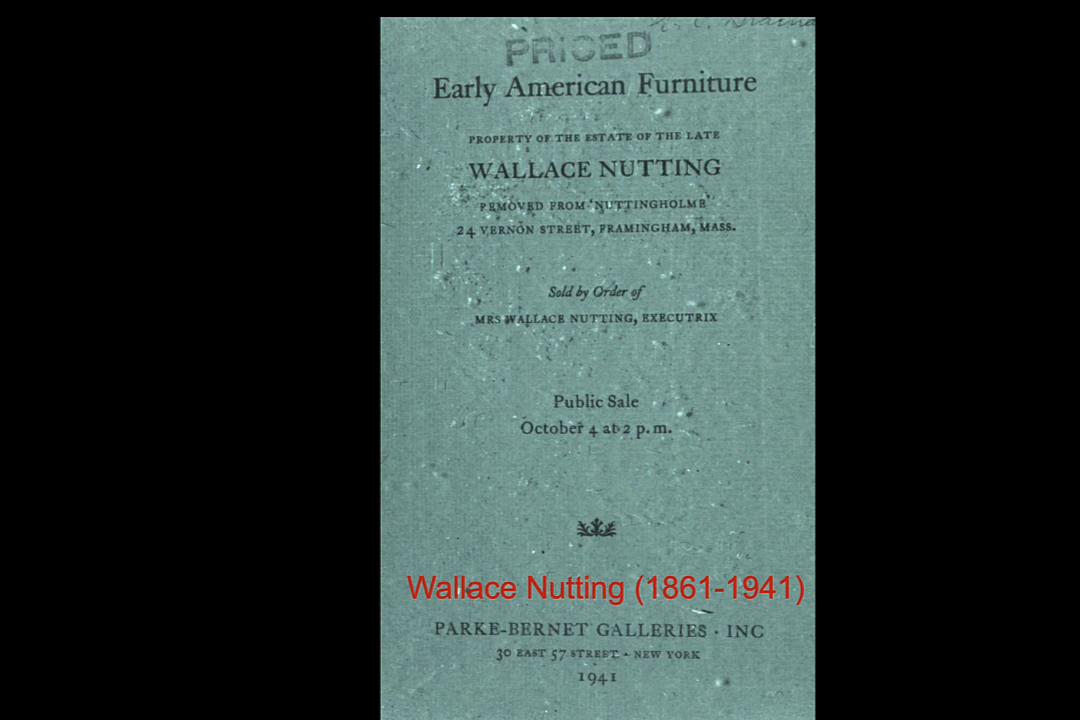 PRICED
Early American Furniture
PROPERTY OF THE ESTATE OF THE LATE
WALLACE NUTTING
REMOVED FROM 'NUTTINGHOLME'
24 VERNON STREET, FRAMINGHAM, MASS.
Sold by Order of
MRS WALLACE NUTTING, EXECUTRIX
Public Sale
October 4 at 2 p. m.
Wallace Nutting (1861-1941)
PARKE-BERNET GALLERIES · INC
30 EAST 57 STREET · NEW YORK
1941